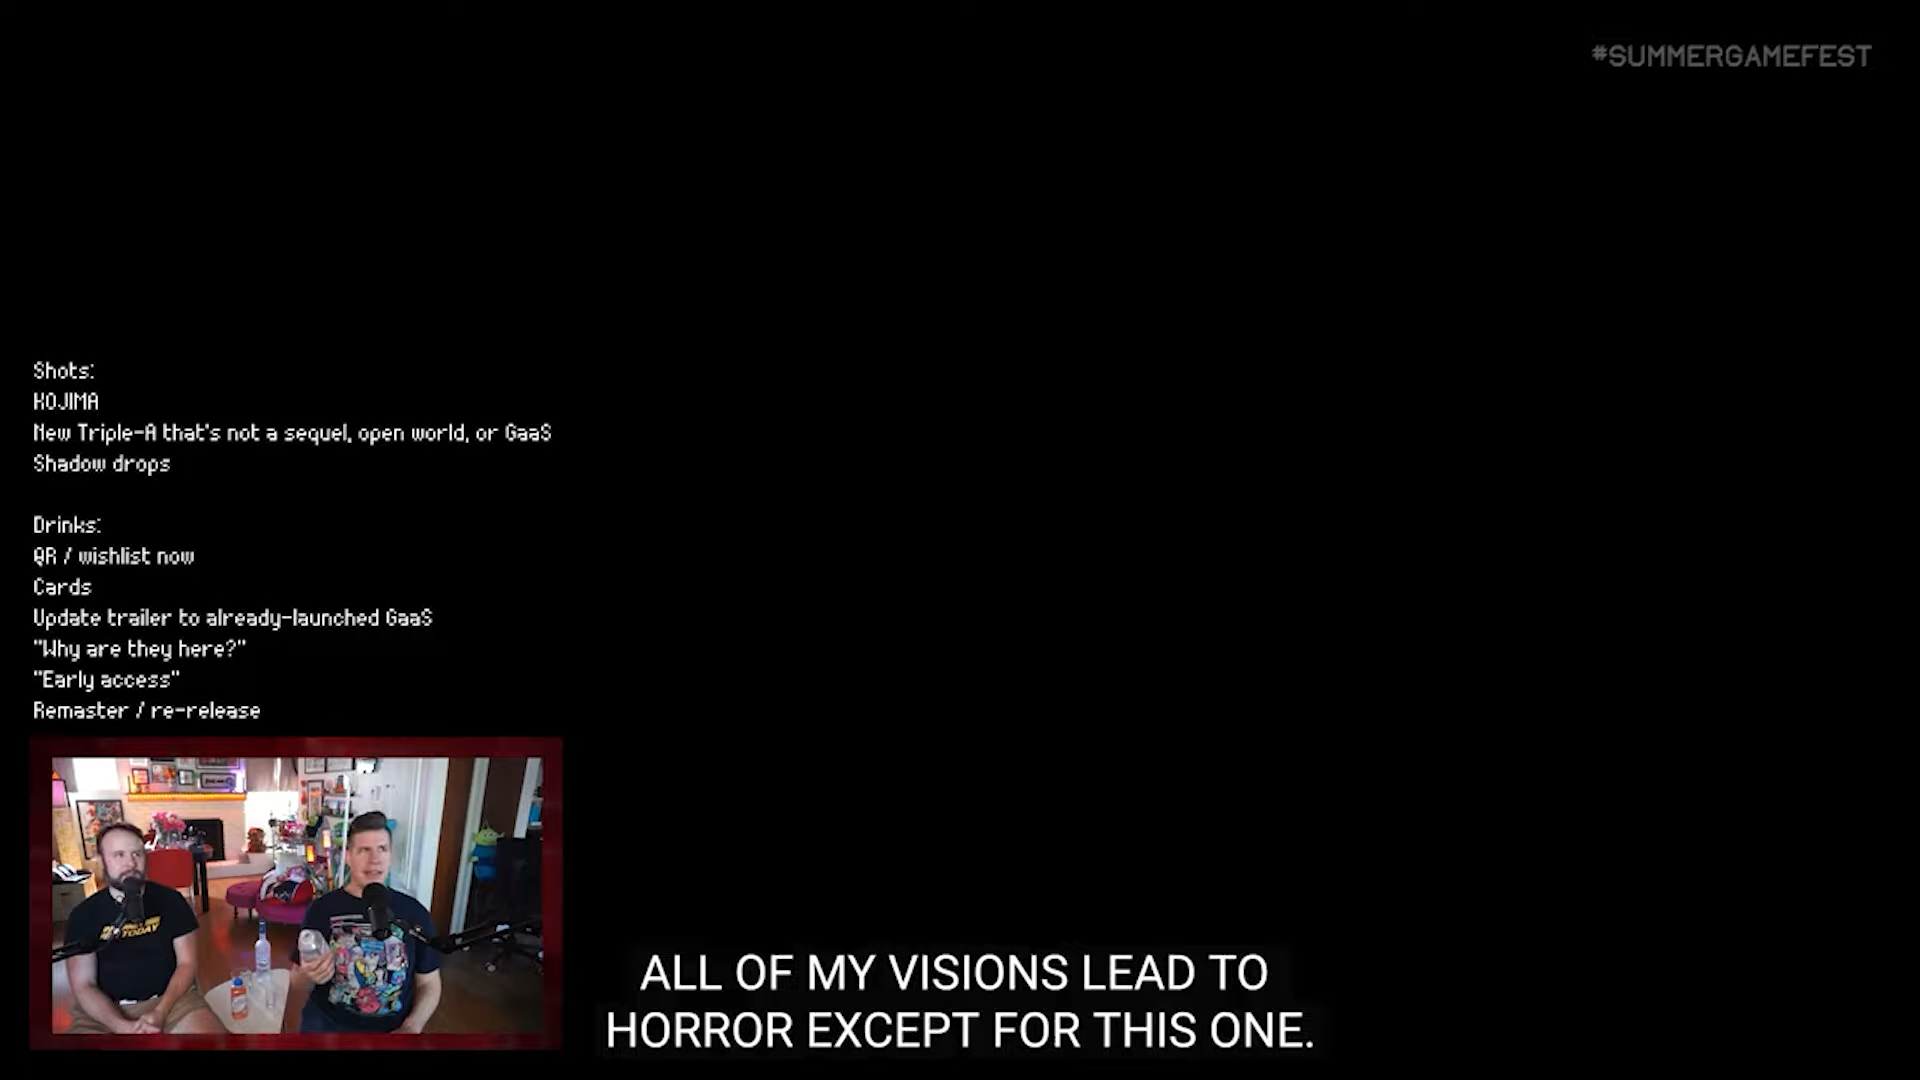 #SUMMERGAMEFEST
Shots:
KOJIMA
New Triple-A that's not a sequel, open world, or GaaS
Shadow drops
Drinks:
QR / wishlist now
Cards
Update trailer to already-launched GaaS
"Why are they here?"
"Early access"
Remaster / re-release
TODAY
ALL OF MY VISIONS LEAD TO
HORROR EXCEPT FOR THIS ONE.